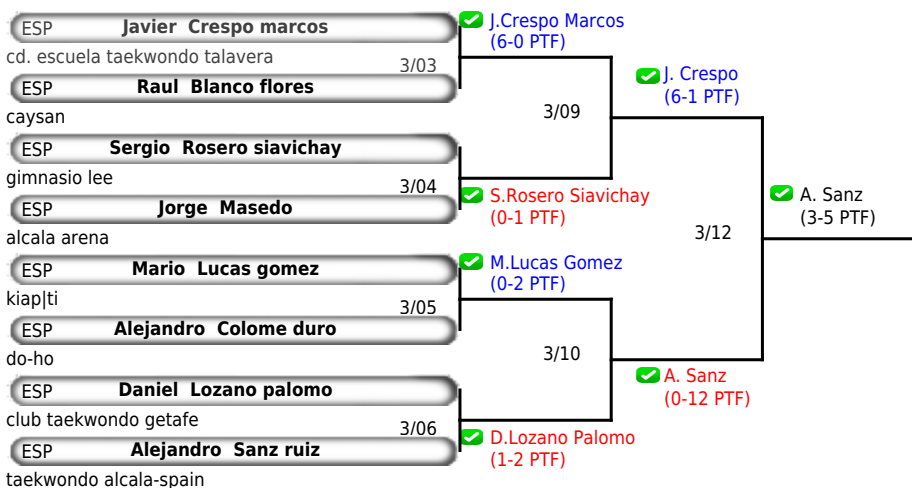 ESP Javier Crespo marcos
cd. escuela taekwondo talavera
3/03
ESP Raul Blanco flores
caysan
ESP Sergio Rosero siavichay
gimnasio lee
3/04
ESP Jorge Masedo
alcala arena
ESP Mario Lucas gomez
kiap|ti
3/05
ESP Alejandro Colome duro
do-ho
ESP Daniel Lozano palomo
club taekwondo getafe
3/06
ESP Alejandro Sanz ruiz
taekwondo alcala-spain
J.Crespo Marcos
(6-0 PTF)
3/09
S.Rosero Siavichay
(0-1 PTF)
M.Lucas Gomez
(0-2 PTF)
3/10
D.Lozano Palomo
(1-2 PTF)
J. Crespo
(6-1 PTF)
3/12
A. Sanz
(0-12 PTF)
A. Sanz
(3-5 PTF)